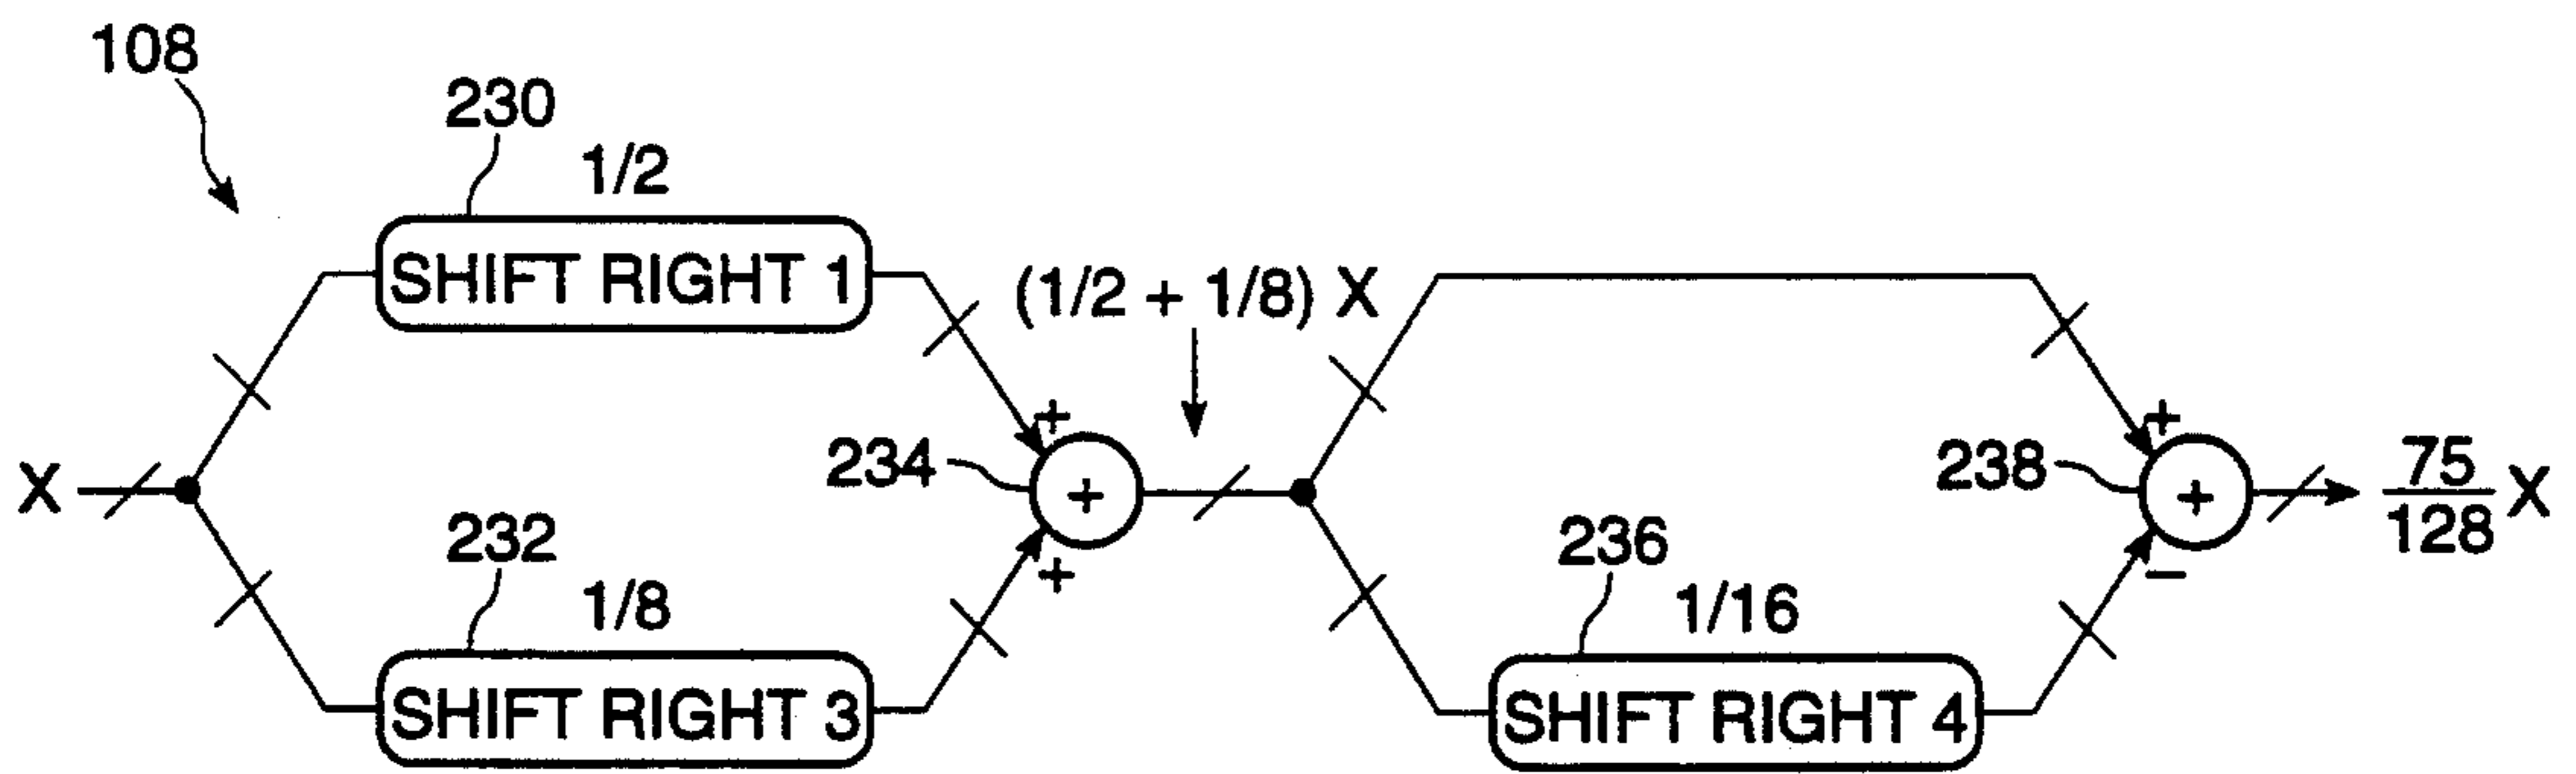 108
230
1/2
SHIFT RIGHT 1
(1/2 + 1/8) X
+
+
234
+
+
X
232
1/8
SHIFT RIGHT 3
238
+
−
75/128 X
236
1/16
SHIFT RIGHT 4